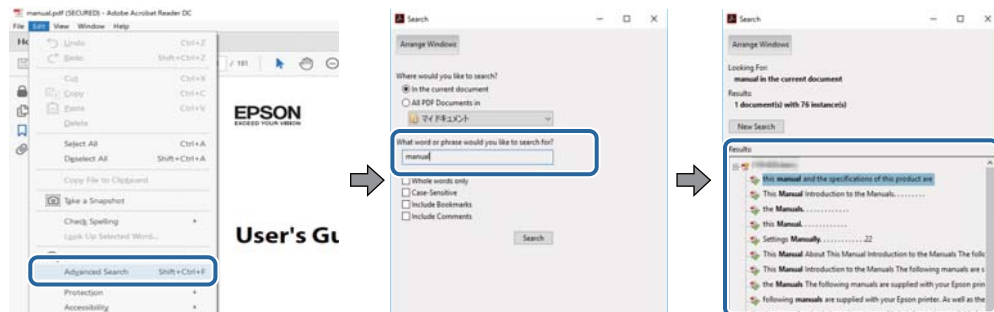 manual.pdf (SECURED) - Adobe Acrobat Reader DC
File Edit View Window Help
Undo Ctrl+Z
Redo Shift+Ctrl+Z
Cut Ctrl+X
Copy Ctrl+C
Paste Ctrl+V
Delete
Select All Ctrl+A
Deselect All Shift+Ctrl+A
Copy File to Clipboard
Take a Snapshot
Check Spelling
Look Up Selected Word...
Advanced Search Shift+Ctrl+F
Protection
Accessibility
/ 181
EPSON
EXCEED YOUR VISION
User's Gu
Search
Arrange Windows
Where would you like to search?
In the current document
All PDF Documents in
マイ ドキュメント
What word or phrase would you like to search for?
manual
Whole words only
Case-Sensitive
Include Bookmarks
Include Comments
Search
Search
Arrange Windows
Looking For:
manual in the current document
Results:
1 document(s) with 76 instance(s)
New Search
Results:
this manual and the specifications of this product are
This Manual Introduction to the Manuals. . . . . . . . .
the Manuals. . . . . . . . . . . . .
this Manual. . . . . . . . . . . . .
Settings Manually. . . . . . . . . . . .22
This Manual About This Manual Introduction to the Manuals The follo
This Manual Introduction to the Manuals The following manuals are s
the Manuals The following manuals are supplied with your Epson prin
following manuals are supplied with your Epson printer. As well as the